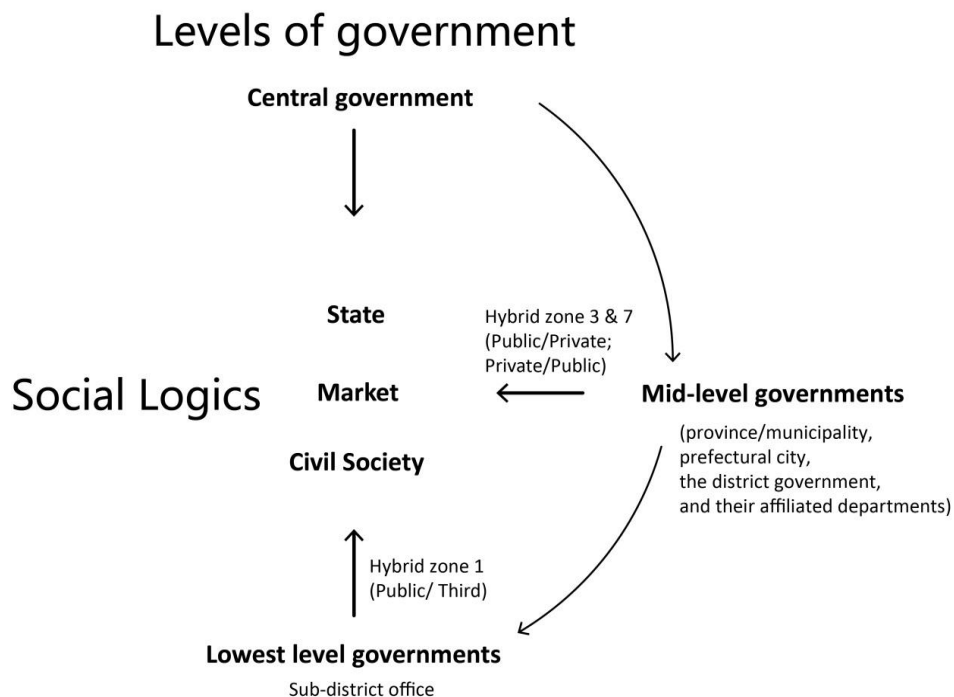 Levels of government
Central government
State
Hybrid zone 3 & 7
(Public/Private;
Private/Public)
Social Logics
Market
Mid-level governments
(province/municipality,
prefectural city,
the district government,
and their affiliated departments)
Civil Society
Hybrid zone 1
(Public/ Third)
Lowest level governments
Sub-district office